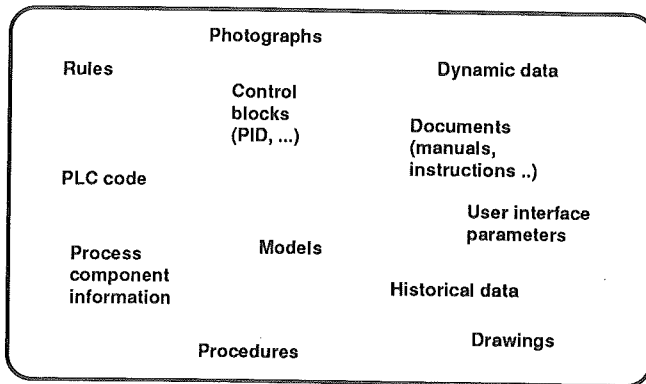 Photographs
Rules
Dynamic data
Control
blocks
(PID, ...)
Documents
(manuals,
instructions ..)
PLC code
User interface
parameters
Process
component
information
Models
Historical data
Drawings
Procedures